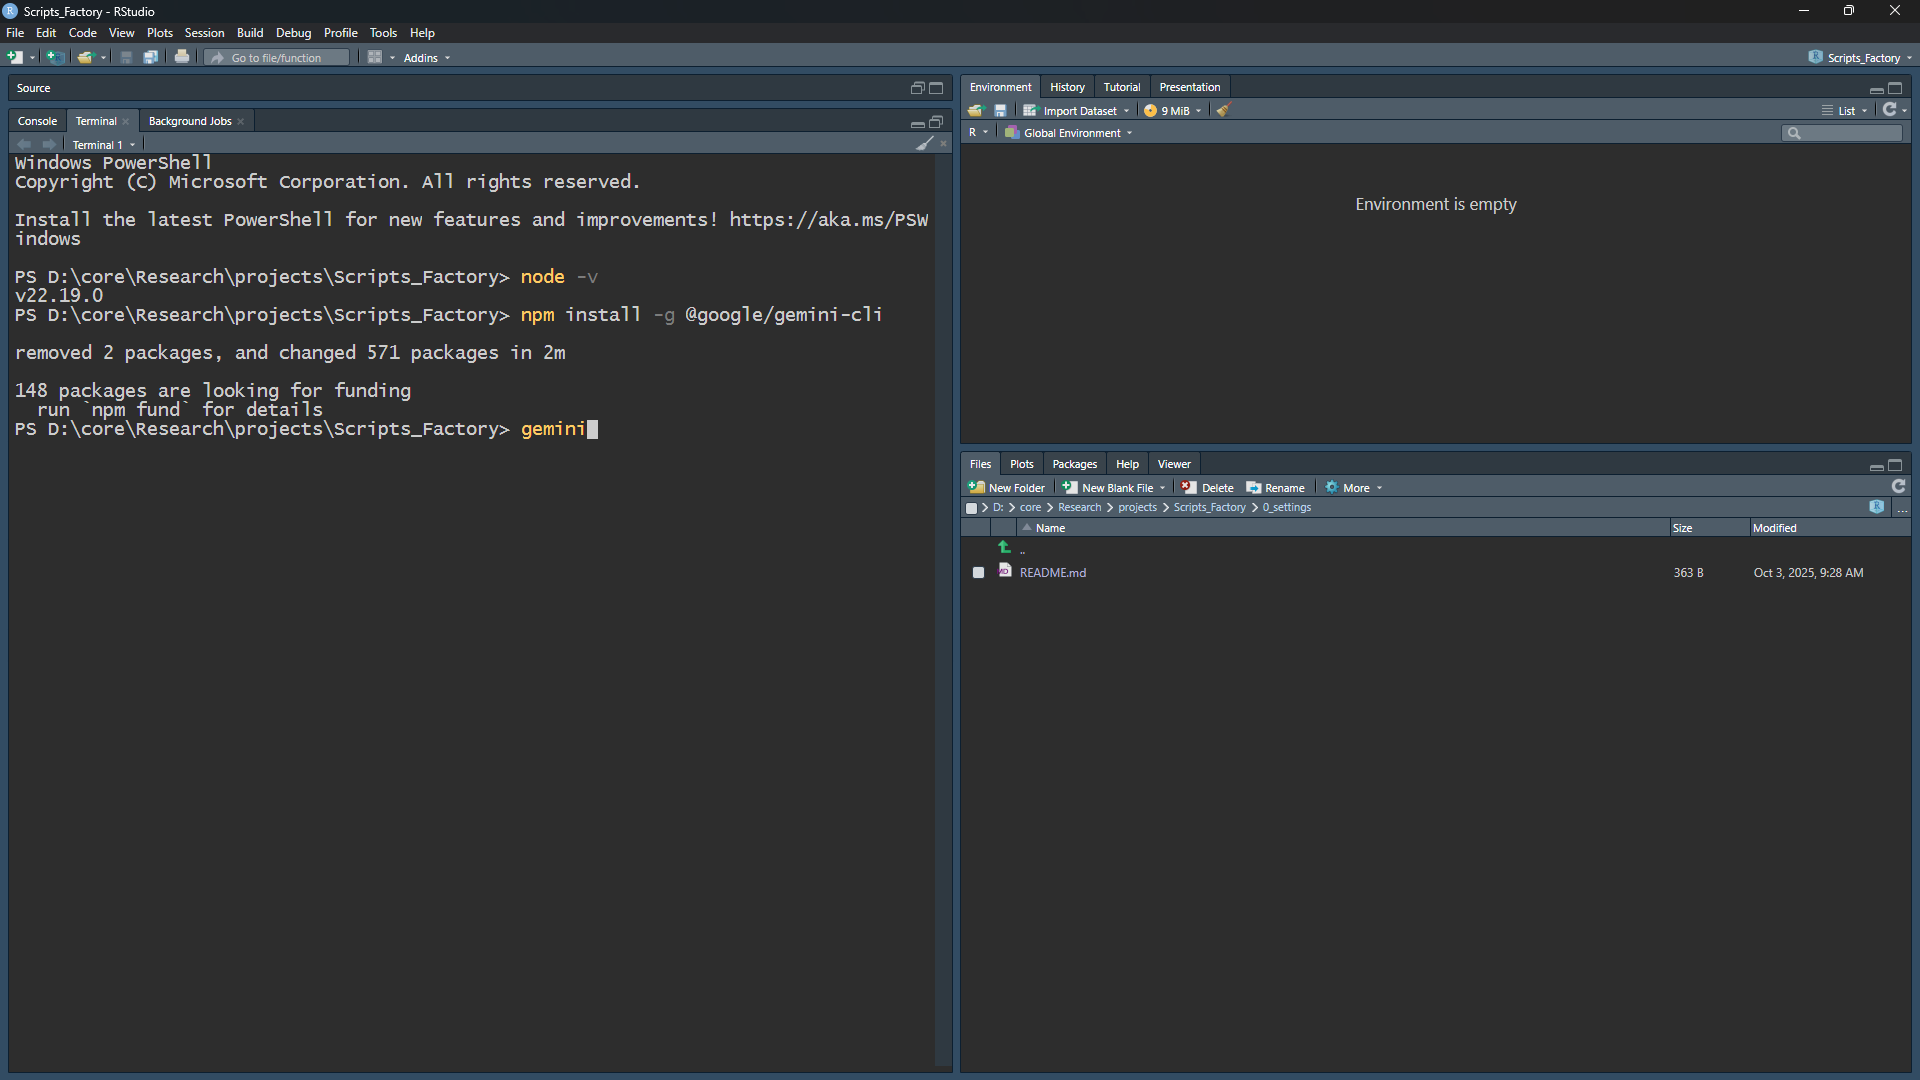 Scripts_Factory - RStudio
File Edit Code View Plots Session Build Debug Profile Tools Help
Go to file/function Addins Scripts_Factory
Source
Console Terminal Background Jobs
Terminal 1
Windows PowerShell
Copyright (C) Microsoft Corporation. All rights reserved.
Install the latest PowerShell for new features and improvements! https://aka.ms/PSW
indows
PS D:\core\Research\projects\Scripts_Factory> node -v
v22.19.0
PS D:\core\Research\projects\Scripts_Factory> npm install -g @google/gemini-cli
removed 2 packages, and changed 571 packages in 2m
148 packages are looking for funding
run `npm fund` for details
PS D:\core\Research\projects\Scripts_Factory> gemini
Environment History Tutorial Presentation
Import Dataset 9 MiB List
R Global Environment
Environment is empty
Files Plots Packages Help Viewer
New Folder New Blank File Delete Rename More
D: > core > Research > projects > Scripts_Factory > 0_settings ...
Name Size Modified
..
README.md 363 B Oct 3, 2025, 9:28 AM